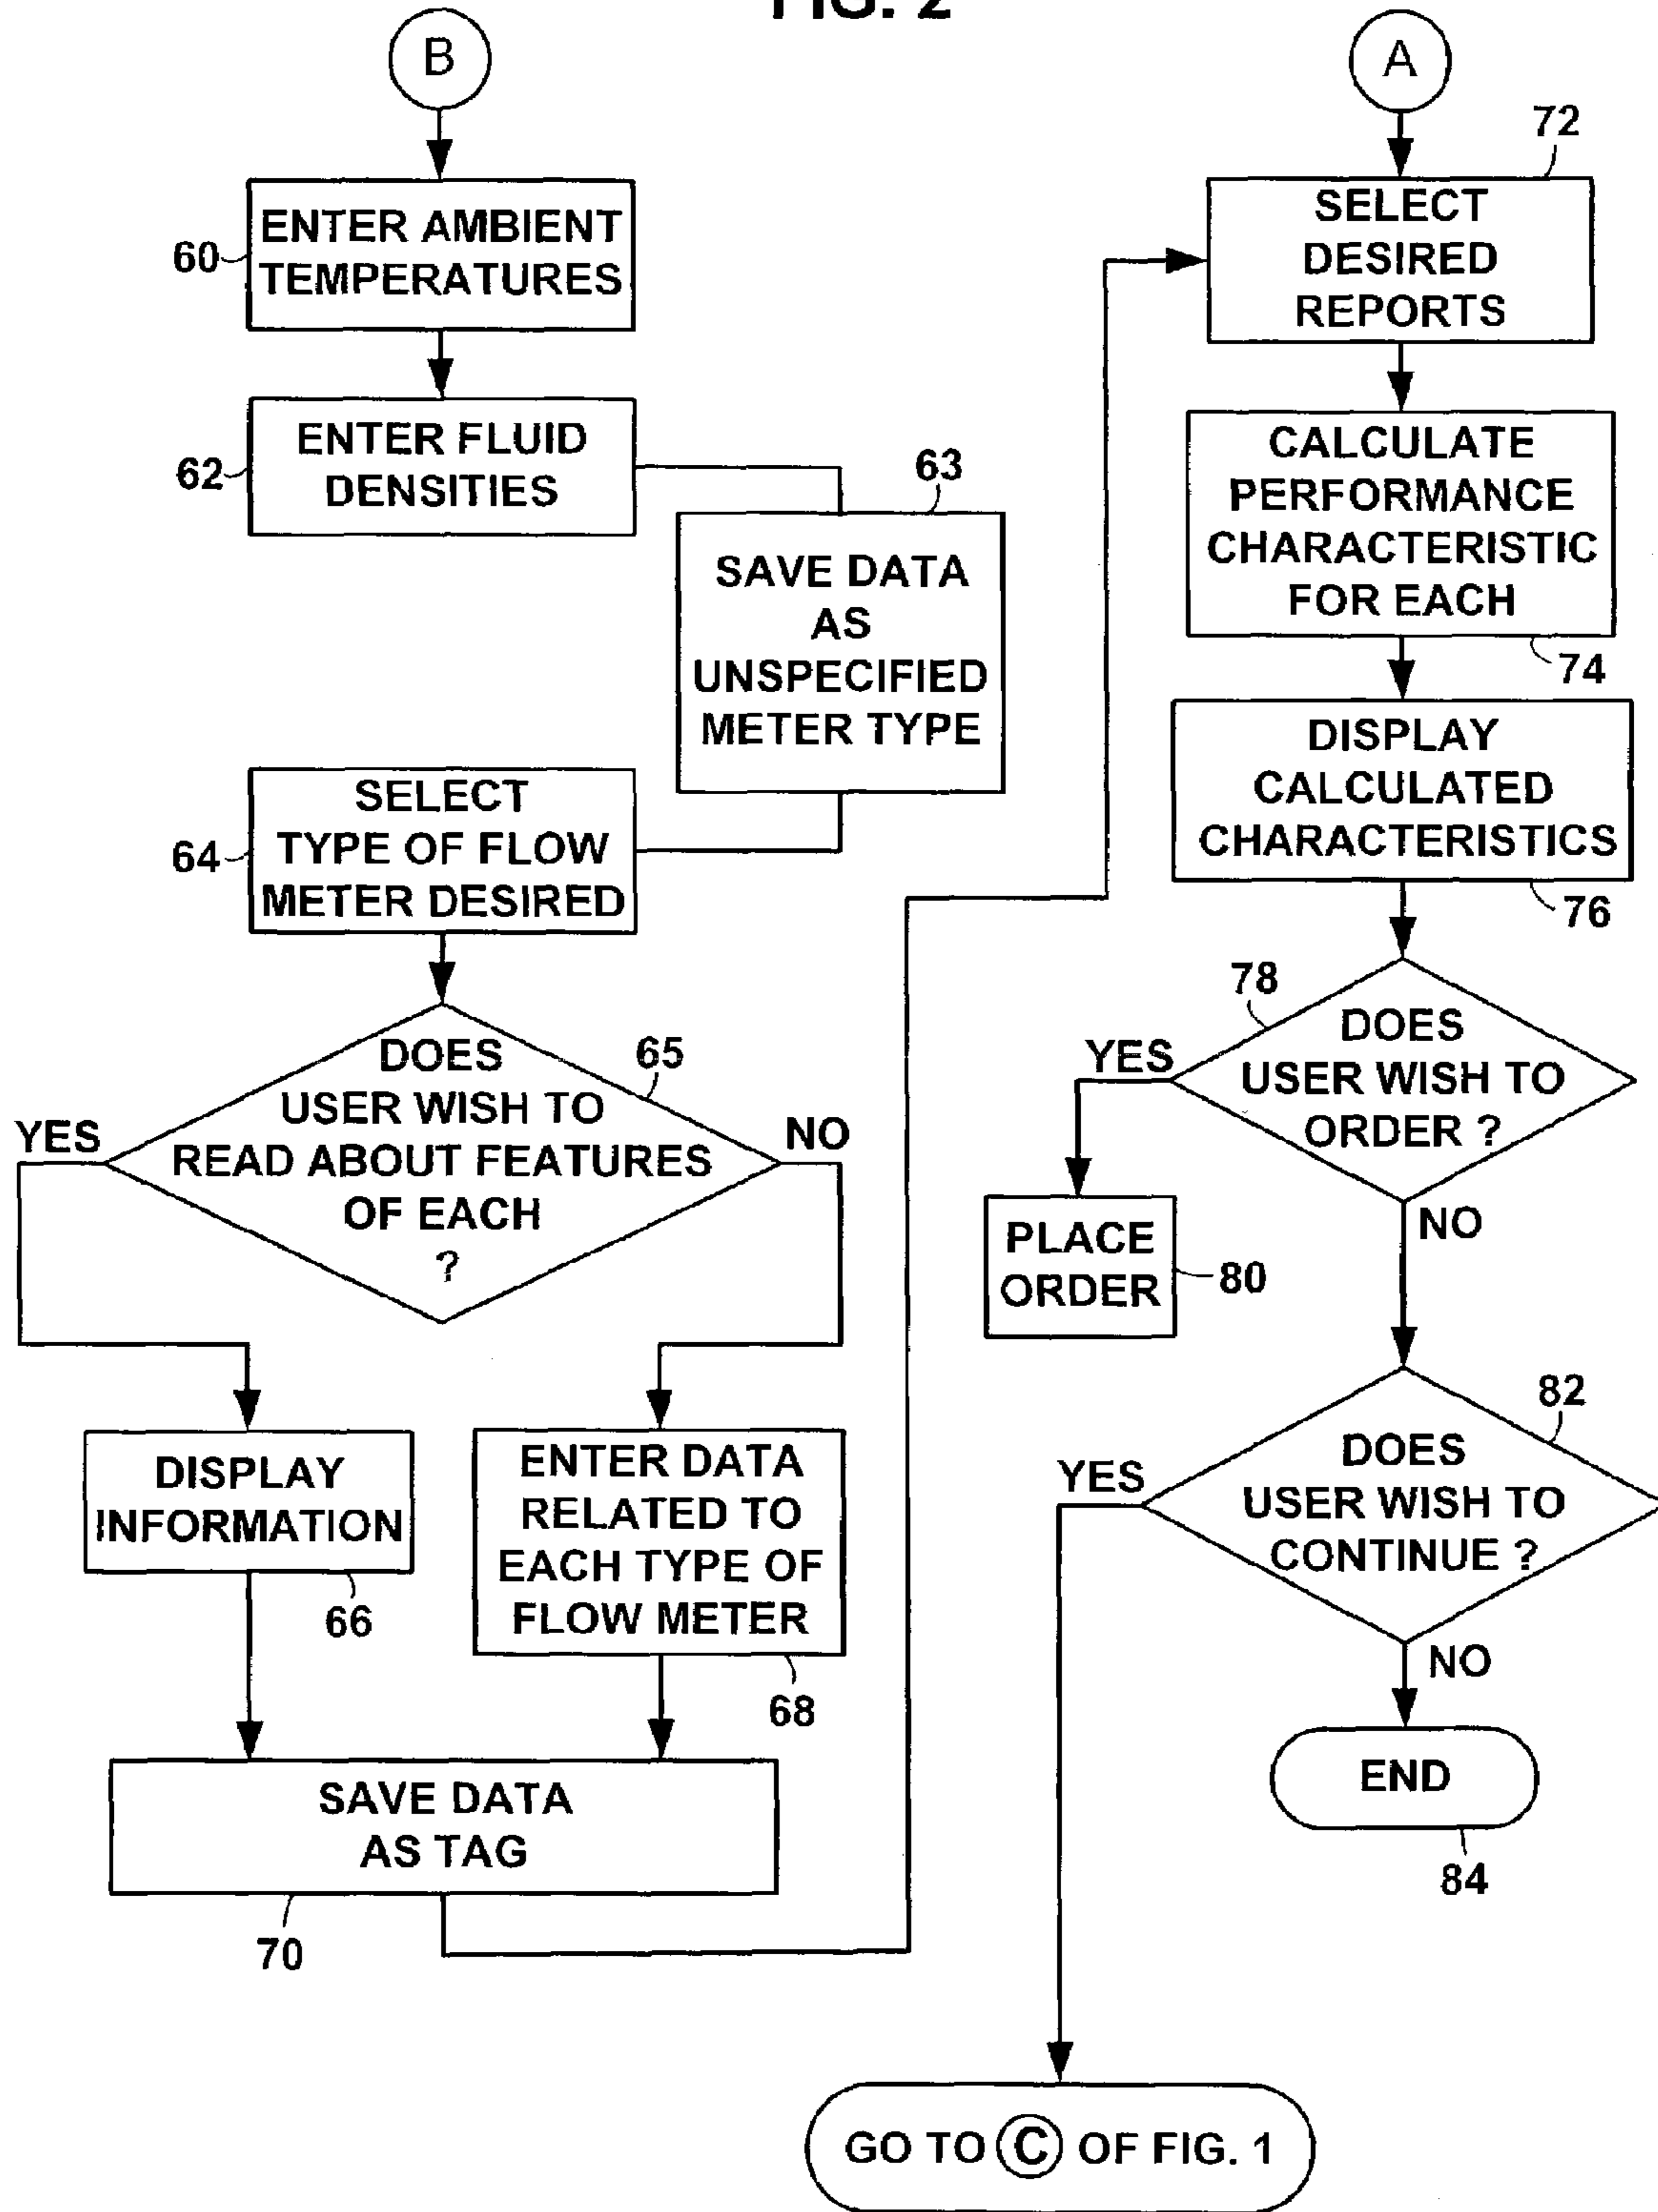 FIG. 2
B
60
ENTER AMBIENT
TEMPERATURES
62
ENTER FLUID
DENSITIES
63
SAVE DATA
AS
UNSPECIFIED
METER TYPE
64
SELECT
TYPE OF FLOW
METER DESIRED
65
DOES
USER WISH TO
READ ABOUT FEATURES
OF EACH
?
YES
NO
DISPLAY
INFORMATION
66
ENTER DATA
RELATED TO
EACH TYPE OF
FLOW METER
68
SAVE DATA
AS TAG
70
A
72
SELECT
DESIRED
REPORTS
CALCULATE
PERFORMANCE
CHARACTERISTIC
FOR EACH
74
DISPLAY
CALCULATED
CHARACTERISTICS
76
78
DOES
USER WISH TO
ORDER ?
YES
NO
PLACE
ORDER
80
82
DOES
USER WISH TO
CONTINUE ?
YES
NO
END
84
GO TO C OF FIG. 1